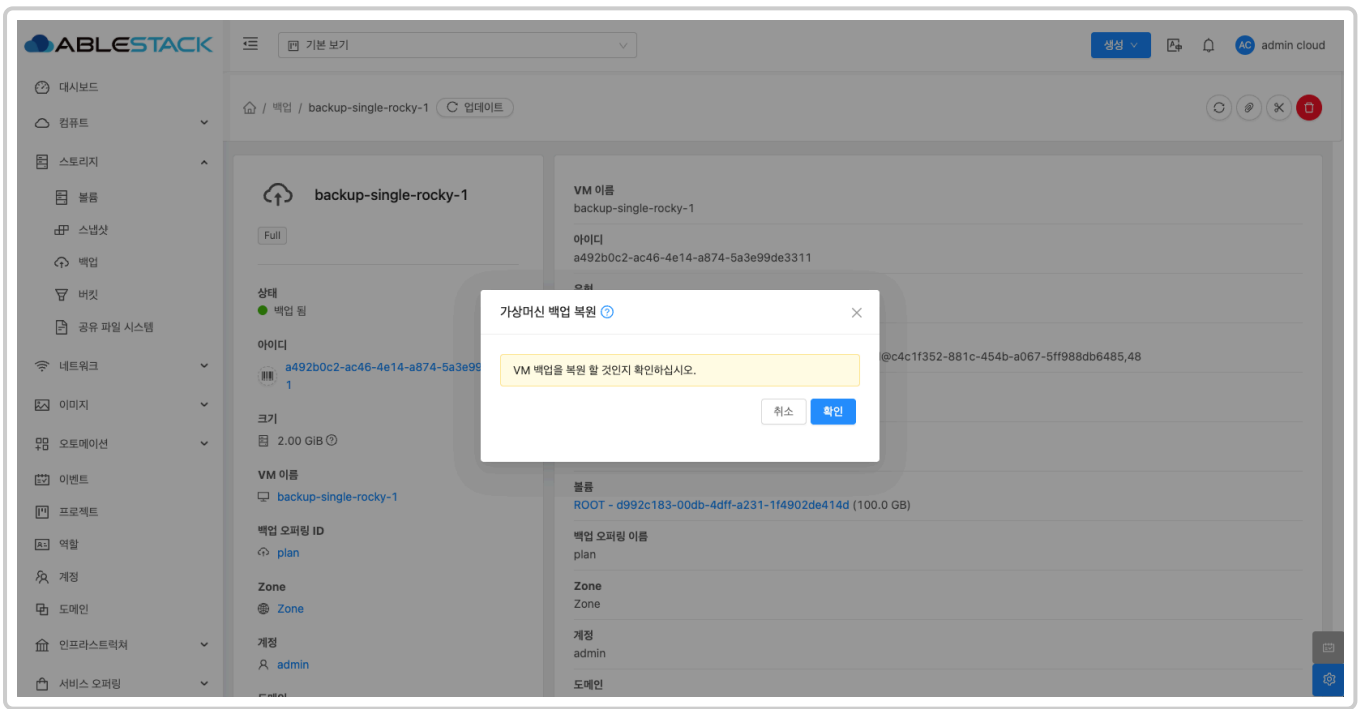 ABLESTACK
기본 보기
생성
AC admin cloud
대시보드
컴퓨트
스토리지
볼륨
스냅샷
백업
버킷
공유 파일 시스템
네트워크
이미지
오토메이션
이벤트
프로젝트
역할
계정
도메인
인프라스트럭쳐
서비스 오퍼링
/ 백업 / backup-single-rocky-1 업데이트
backup-single-rocky-1
Full
상태
백업 됨
아이디
a492b0c2-ac46-4e14-a874-5a3e99
1
크기
2.00 GiB
VM 이름
backup-single-rocky-1
백업 오퍼링 ID
plan
Zone
Zone
계정
admin
VM 이름
backup-single-rocky-1
아이디
a492b0c2-ac46-4e14-a874-5a3e99de3311
@c4c1f352-881c-454b-a067-5ff988db6485,48
볼륨
ROOT - d992c183-00db-4dff-a231-1f4902de414d (100.0 GB)
백업 오퍼링 이름
plan
Zone
Zone
계정
admin
도메인
가상머신 백업 복원
VM 백업을 복원 할 것인지 확인하십시오.
취소
확인